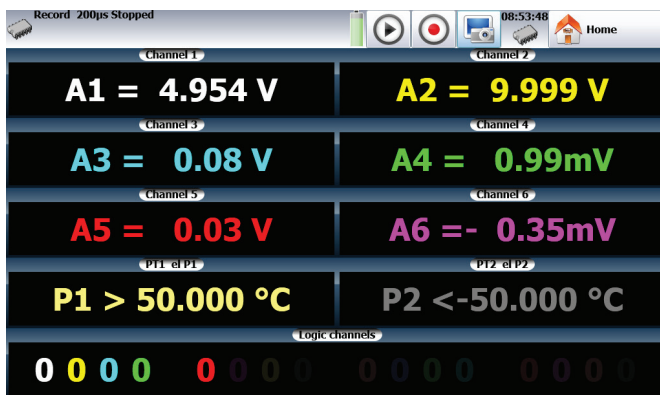 Record 200µs Stopped
08:53:48
Home
Channel 1
Channel 2
A1 = 4.954 V
A2 = 9.999 V
Channel 3
Channel 4
A3 = 0.08 V
A4 = 0.99mV
Channel 5
Channel 6
A5 = 0.03 V
A6 =- 0.35mV
PT1 el P1
PT2 el P2
P1 > 50.000 °C
P2 <-50.000 °C
Logic channels
0 0 0 0 0 0 0 0 0 0 0 0 0 0 0 0